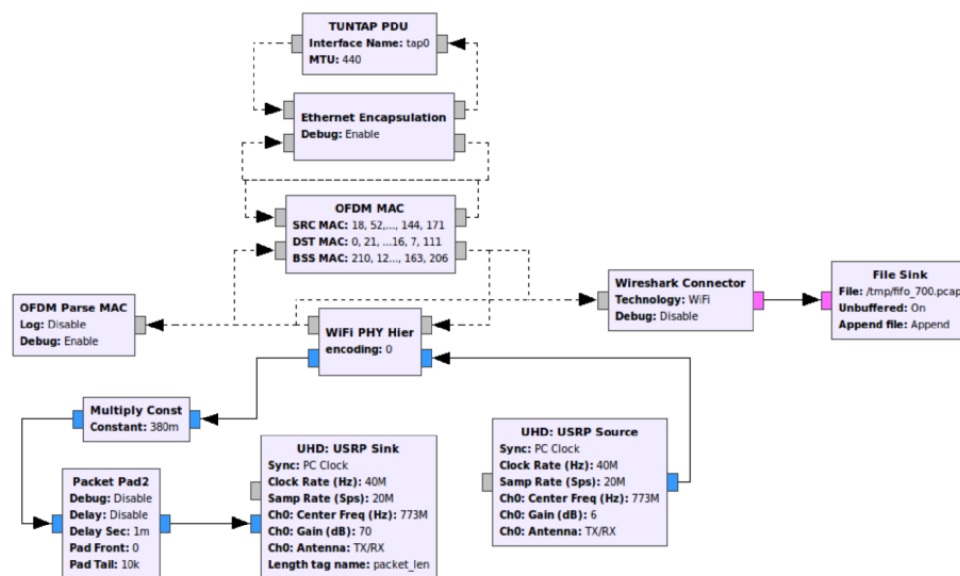 TUNTAP PDU
Interface Name: tap0
MTU: 440
Ethernet Encapsulation
Debug: Enable
OFDM MAC
SRC MAC: 18, 52,..., 144, 171
DST MAC: 0, 21, ...16, 7, 111
BSS MAC: 210, 12..., 163, 206
Wireshark Connector
Technology: WiFi
Debug: Disable
File Sink
File: /tmp/fifo_700.pcap
Unbuffered: On
Append file: Append
OFDM Parse MAC
Log: Disable
Debug: Enable
WiFi PHY Hier
encoding: 0
Multiply Const
Constant: 380m
Packet Pad2
Debug: Disable
Delay: Disable
Delay Sec: 1m
Pad Front: 0
Pad Tail: 10k
UHD: USRP Sink
Sync: PC Clock
Clock Rate (Hz): 40M
Samp Rate (Sps): 20M
Ch0: Center Freq (Hz): 773M
Ch0: Gain (dB): 70
Ch0: Antenna: TX/RX
Length tag name: packet_len
UHD: USRP Source
Sync: PC Clock
Clock Rate (Hz): 40M
Samp Rate (Sps): 20M
Ch0: Center Freq (Hz): 773M
Ch0: Gain (dB): 6
Ch0: Antenna: TX/RX